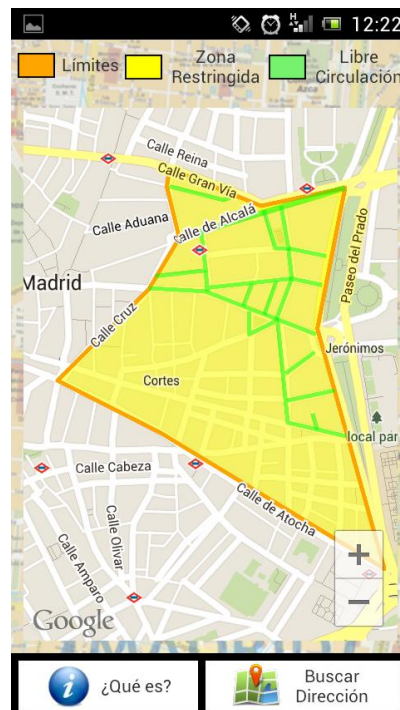 H
12:22
Límites
Zona
Restringida
Libre
Circulación
Azca
Calle Reina
Calle Gran Vía
Calle Aduana
Calle de Alcalá
Paseo del Prado
Madrid
Calle Cruz
Jerónimos
Cortes
local par
Calle Cabeza
Calle de Atocha
Calle Olivar
Calle Amparo
+
−
Google
i
¿Qué es?
Buscar
Dirección